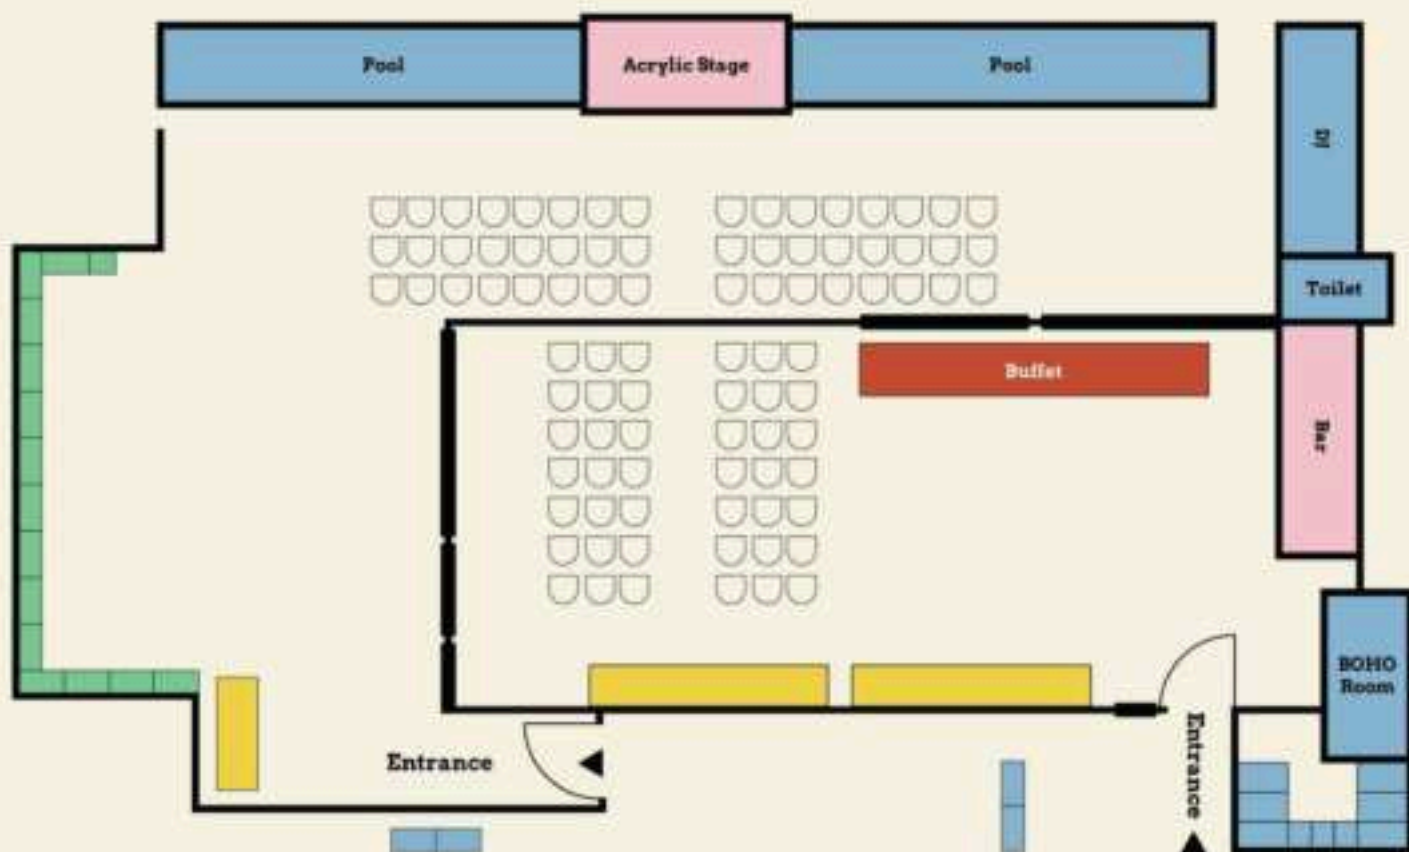 Pool
Acrylic Stage
Pool
DJ
Toilet
Buffet
Bar
BOHO
Room
Entrance
Entrance